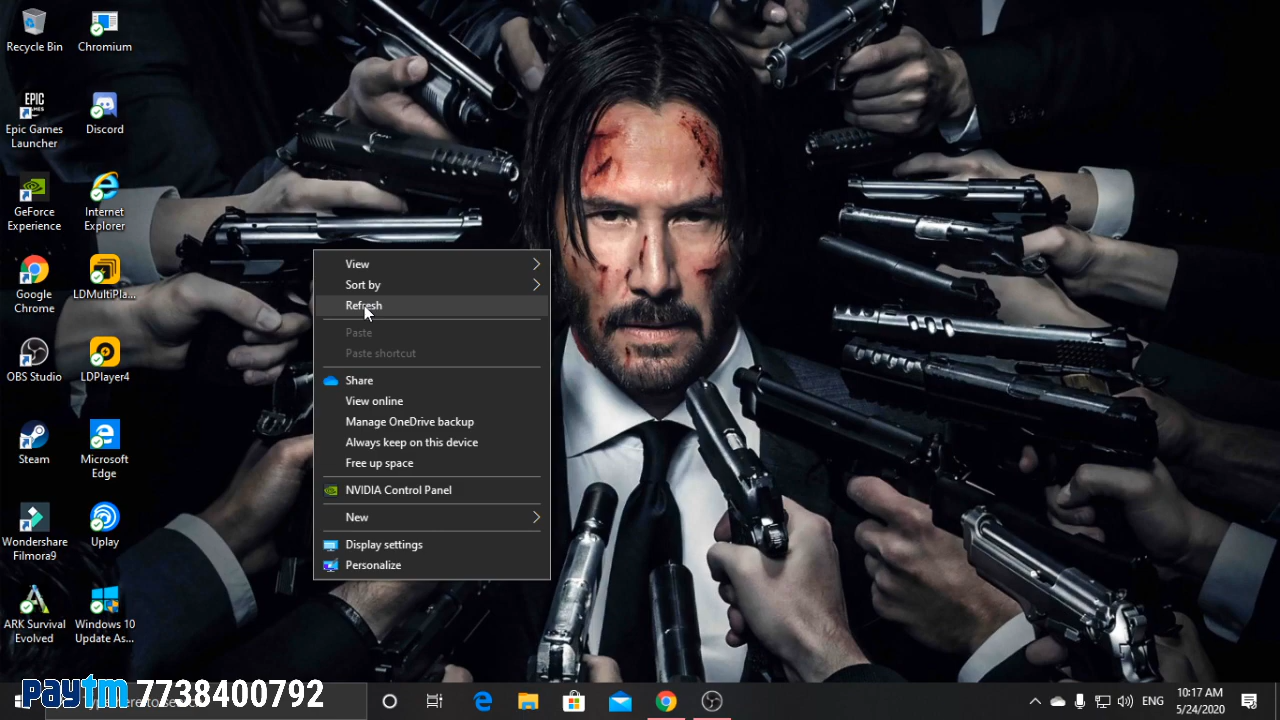 Recycle Bin
Chromium
EPIC
GAMES
Epic Games
Launcher
Discord
GeForce
Experience
Internet
Explorer
Google
Chrome
LDMultiPla...
OBS Studio
LDPlayer4
Steam
Microsoft
Edge
Wondershare
Filmora9
Uplay
ARK Survival
Evolved
Windows 10
Update As...
View
Sort by
Refresh
Paste
Paste shortcut
Share
View online
Manage OneDrive backup
Always keep on this device
Free up space
NVIDIA Control Panel
New
Display settings
Personalize
paytm 7738400792
ENG
10:17 AM
5/24/2020